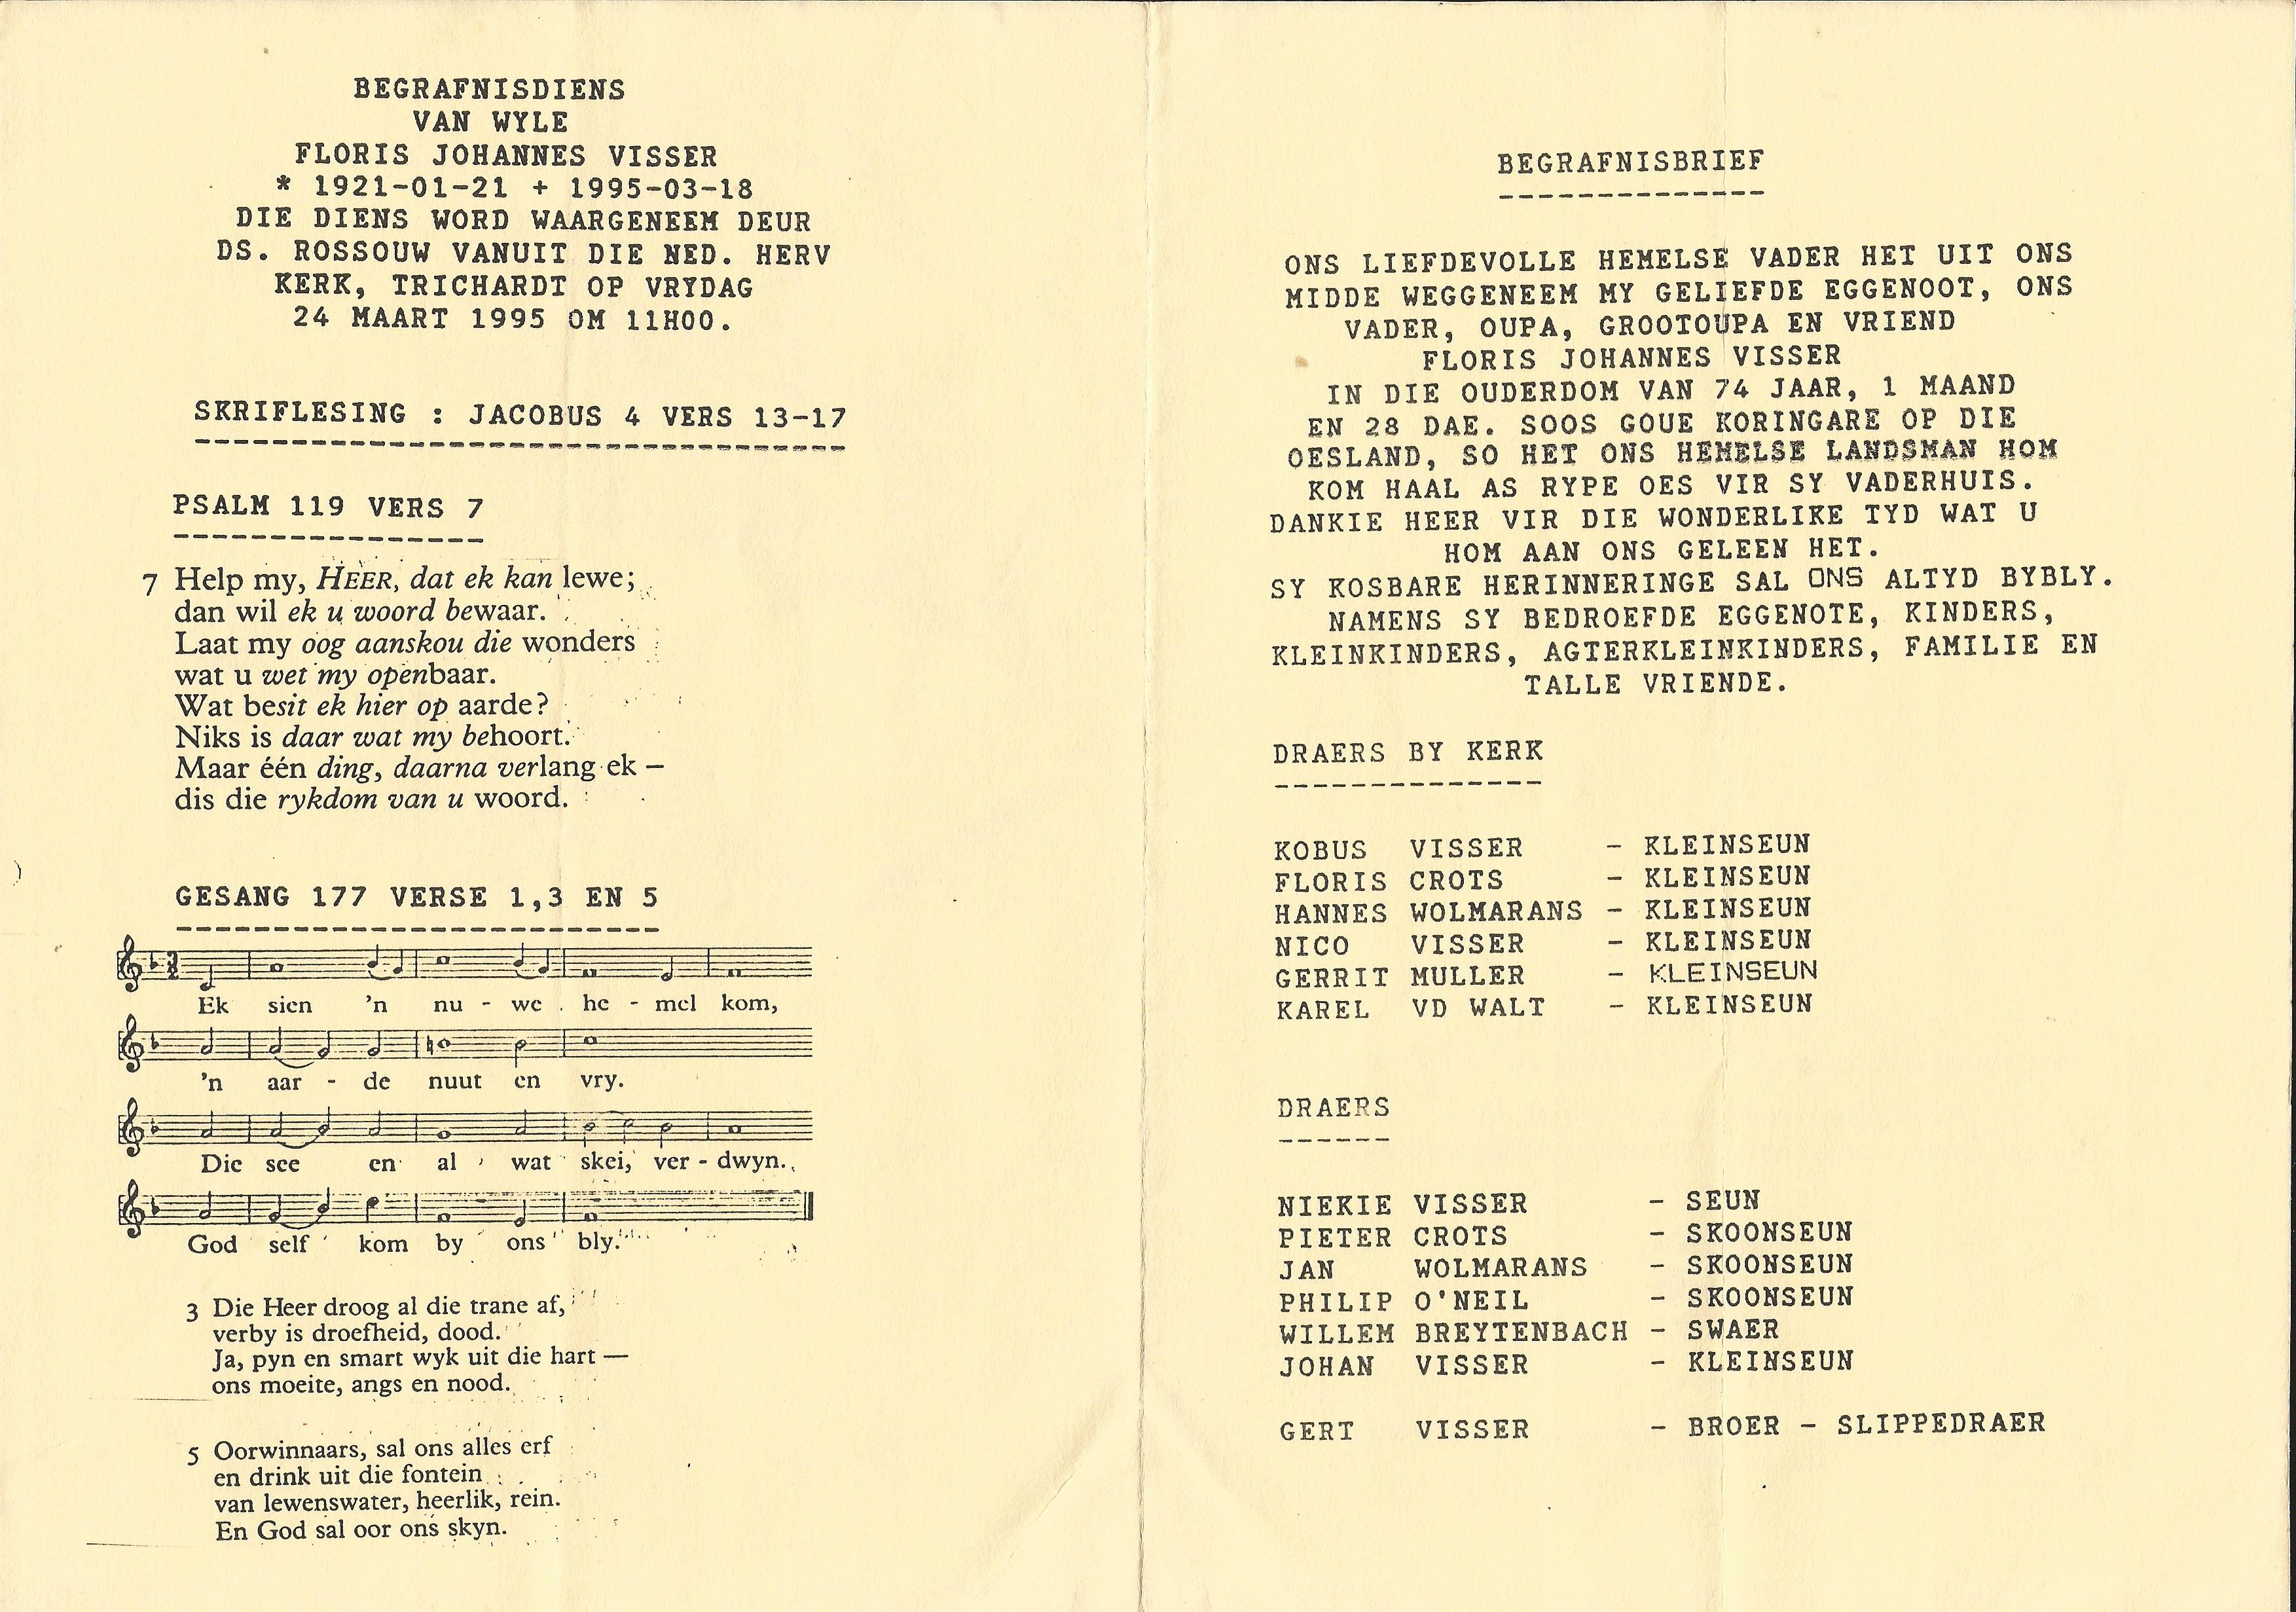 BEGRAFNISDIENS
VAN WYLE
FLORIS JOHANNES VISSER
* 1921-01-21 + 1995-03-18
DIE DIENS WORD WAARGENEEM DEUR
DS. ROSSOUW VANUIT DIE NED. HERV
KERK, TRICHARDT OP VRYDAG
24 MAART 1995 OM 11H00.
SKRIFLESING : JACOBUS 4 VERS 13-17
PSALM 119 VERS 7
7 Help my, HEER, dat ek kan lewe;
dan wil ek u woord bewaar.
Laat my oog aanskou die wonders
wat u wet my openbaar.
Wat besit ek hier op aarde?
Niks is daar wat my behoort.
Maar één ding, daarna verlang ek –
dis die rykdom van u woord.
GESANG 177 VERSE 1,3 EN 5
Ek sien 'n nu - we he - mel kom,
'n aar - de nuut en vry.
Die see en al wat skei, ver - dwyn.
God self kom by ons bly.
3 Die Heer droog al die trane af,
verby is droefheid, dood.
Ja, pyn en smart wyk uit die hart —
ons moeite, angs en nood.
5 Oorwinnaars, sal ons alles erf
en drink uit die fontein
van lewenswater, heerlik, rein.
En God sal oor ons skyn.
BEGRAFNISBRIEF
ONS LIEFDEVOLLE HEMELSE VADER HET UIT ONS
MIDDE WEGGENEEM MY GELIEFDE EGGENOOT, ONS
VADER, OUPA, GROOTOUPA EN VRIEND
FLORIS JOHANNES VISSER
IN DIE OUDERDOM VAN 74 JAAR, 1 MAAND
EN 28 DAE. SOOS GOUE KORINGARE OP DIE
OESLAND, SO HET ONS HEMELSE LANDSMAN HOM
KOM HAAL AS RYPE OES VIR SY VADERHUIS.
DANKIE HEER VIR DIE WONDERLIKE TYD WAT U
HOM AAN ONS GELEEN HET.
SY KOSBARE HERINNERINGE SAL ONS ALTYD BYBLY.
NAMENS SY BEDROEFDE EGGENOTE, KINDERS,
KLEINKINDERS, AGTERKLEINKINDERS, FAMILIE EN
TALLE VRIENDE.
DRAERS BY KERK
KOBUS VISSER - KLEINSEUN
FLORIS CROTS - KLEINSEUN
HANNES WOLMARANS - KLEINSEUN
NICO VISSER - KLEINSEUN
GERRIT MULLER - KLEINSEUN
KAREL VD WALT - KLEINSEUN
DRAERS
NIEKIE VISSER - SEUN
PIETER CROTS - SKOONSEUN
JAN WOLMARANS - SKOONSEUN
PHILIP O'NEIL - SKOONSEUN
WILLEM BREYTENBACH - SWAER
JOHAN VISSER - KLEINSEUN
GERT VISSER - BROER - SLIPPEDRAER